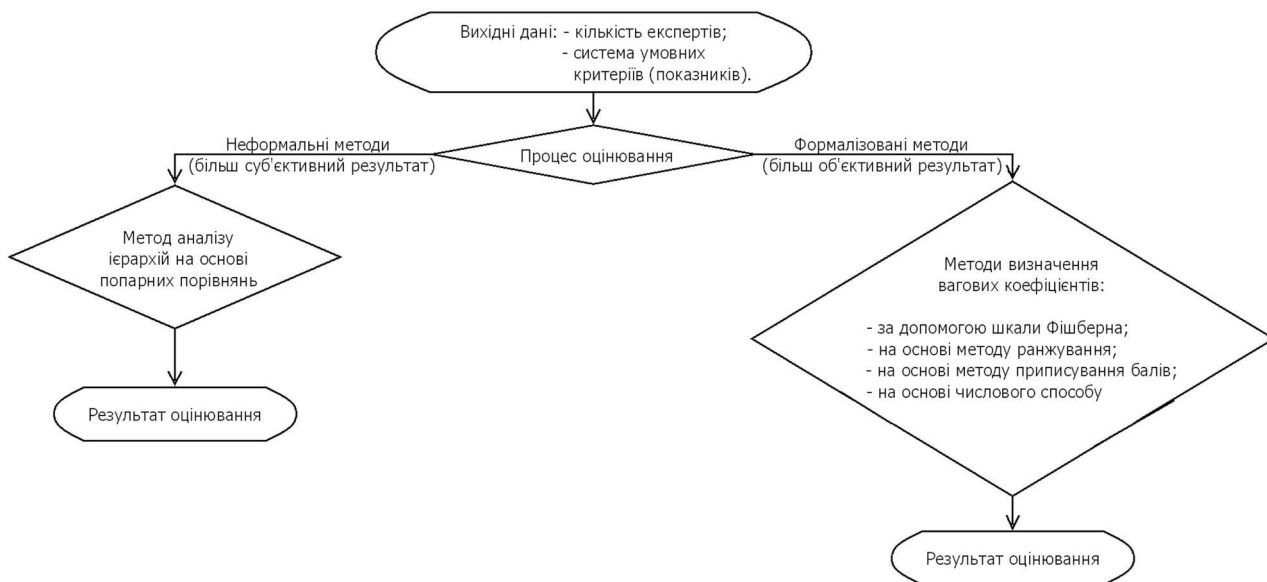 Вихідні дані: - кількість експертів;
- система умовних
критеріїв (показників).
Неформальні методи
(більш суб'єктивний результат)
Процес оцінювання
Формалізовані методи
(більш об'єктивний результат)
Метод аналізу
ієрархій на основі
попарних порівнянь
Методи визначення
вагових коефіцієнтів:
- за допомогою шкали Фішберна;
- на основі методу ранжування;
- на основі методу приписування балів;
- на основі числового способу
Результат оцінювання
Результат оцінювання